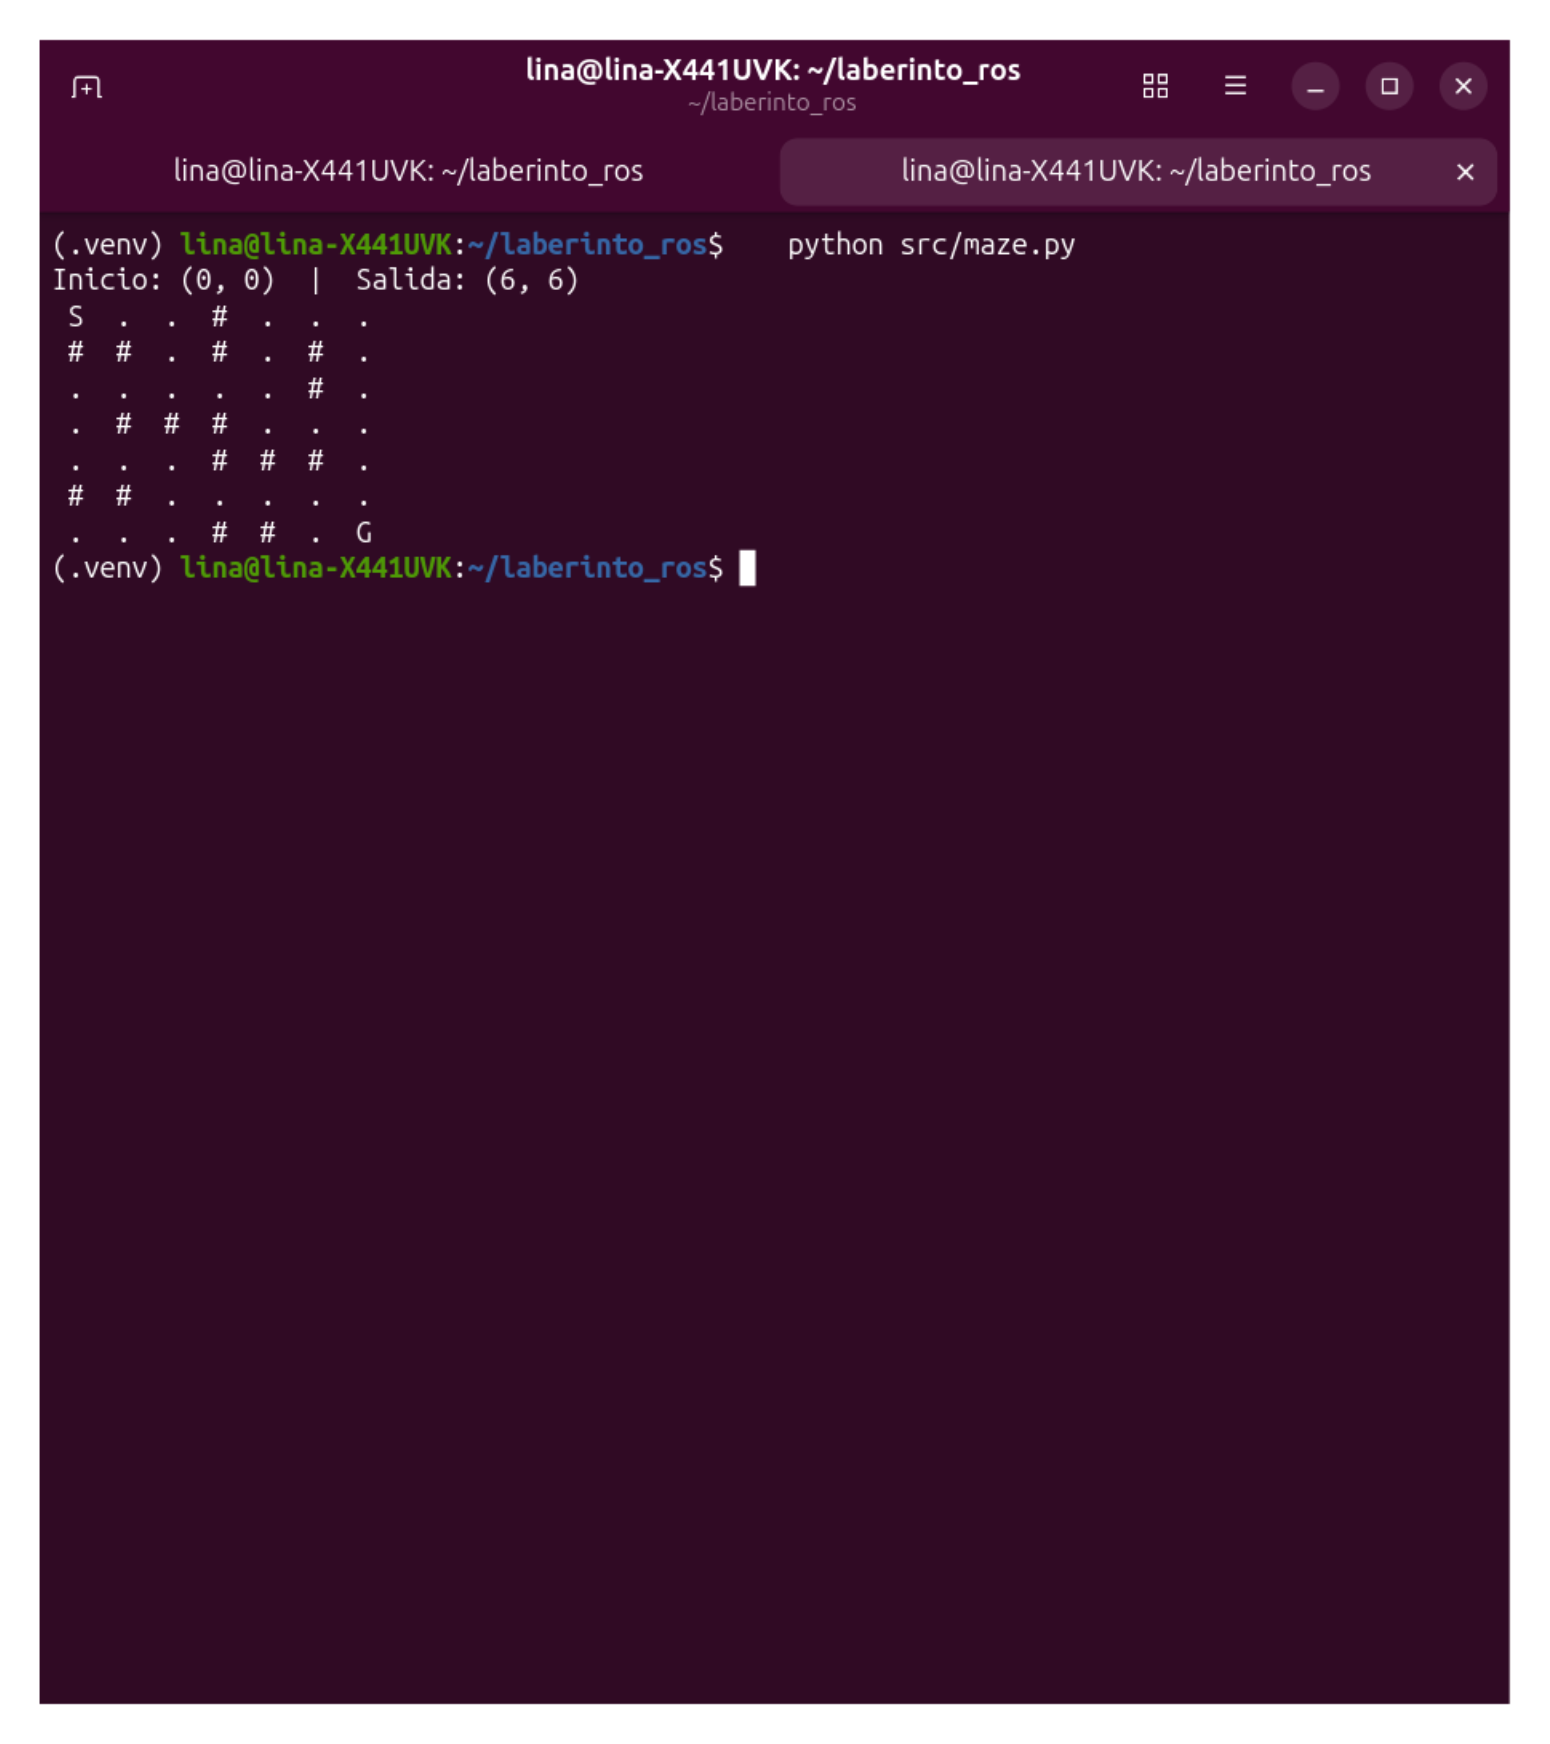 lina@lina-X441UVK: ~/laberinto_ros
~/laberinto_ros
lina@lina-X441UVK: ~/laberinto_ros
lina@lina-X441UVK: ~/laberinto_ros
(.venv) lina@lina-X441UVK:~/laberinto_ros$    python src/maze.py
Inicio: (0, 0)  |  Salida: (6, 6)
 S  .  .  #  .  .  .
 #  #  .  #  .  #  .
 .  .  .  .  .  #  .
 .  #  #  #  .  .  .
 .  .  .  #  #  #  .
 #  #  .  .  .  .  .
 .  .  .  #  #  .  G
(.venv) lina@lina-X441UVK:~/laberinto_ros$